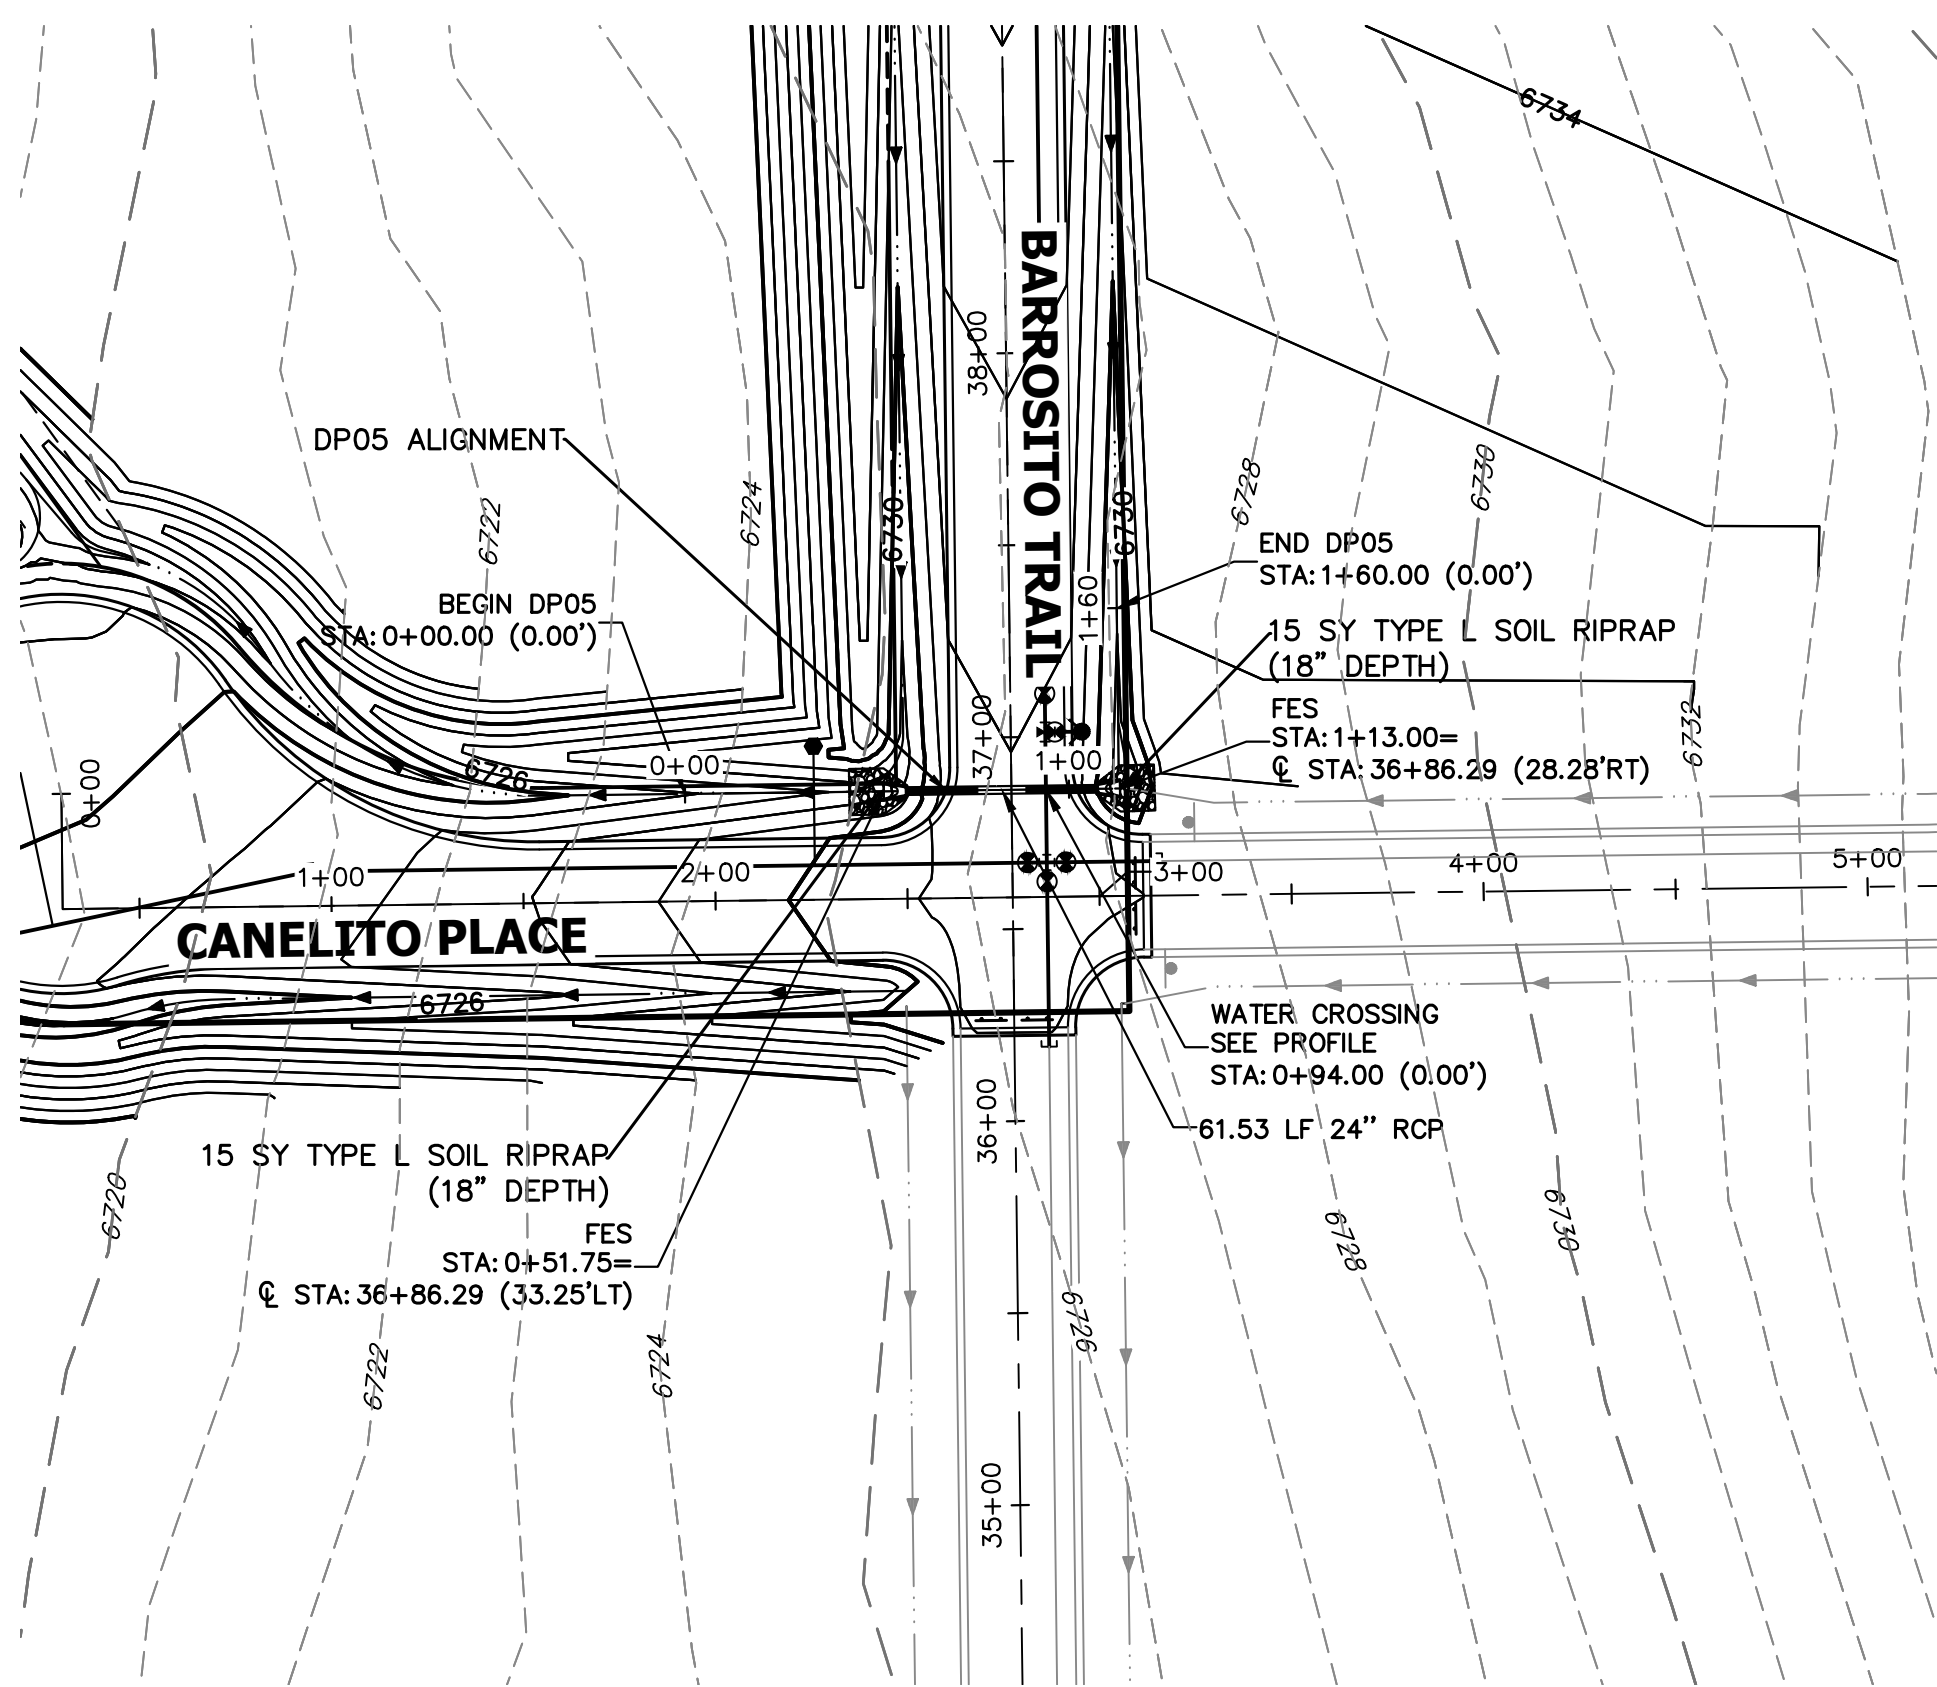 6734
BARROSITO TRAIL
38+00
DP05 ALIGNMENT
6722
6724
6730
6730
6728
6730
END DP05
STA:1+60.00 (0.00')
BEGIN DP05
STA:0+00.00 (0.00')
1+60
15 SY TYPE L SOIL RIPRAP
(18" DEPTH)
FES
STA:1+13.00=
℄ STA:36+86.29 (28.28'RT)
6732
37+00
1+00
0+00
6726
0+00
1+00
2+00
3+00
4+00
5+00
CANELITO PLACE
6726
WATER CROSSING
SEE PROFILE
STA:0+94.00 (0.00')
61.53 LF 24" RCP
36+00
15 SY TYPE L SOIL RIPRAP
(18" DEPTH)
FES
STA:0+51.75=
℄ STA:36+86.29 (33.25'LT)
6720
6722
6724
6726
6728
6730
35+00